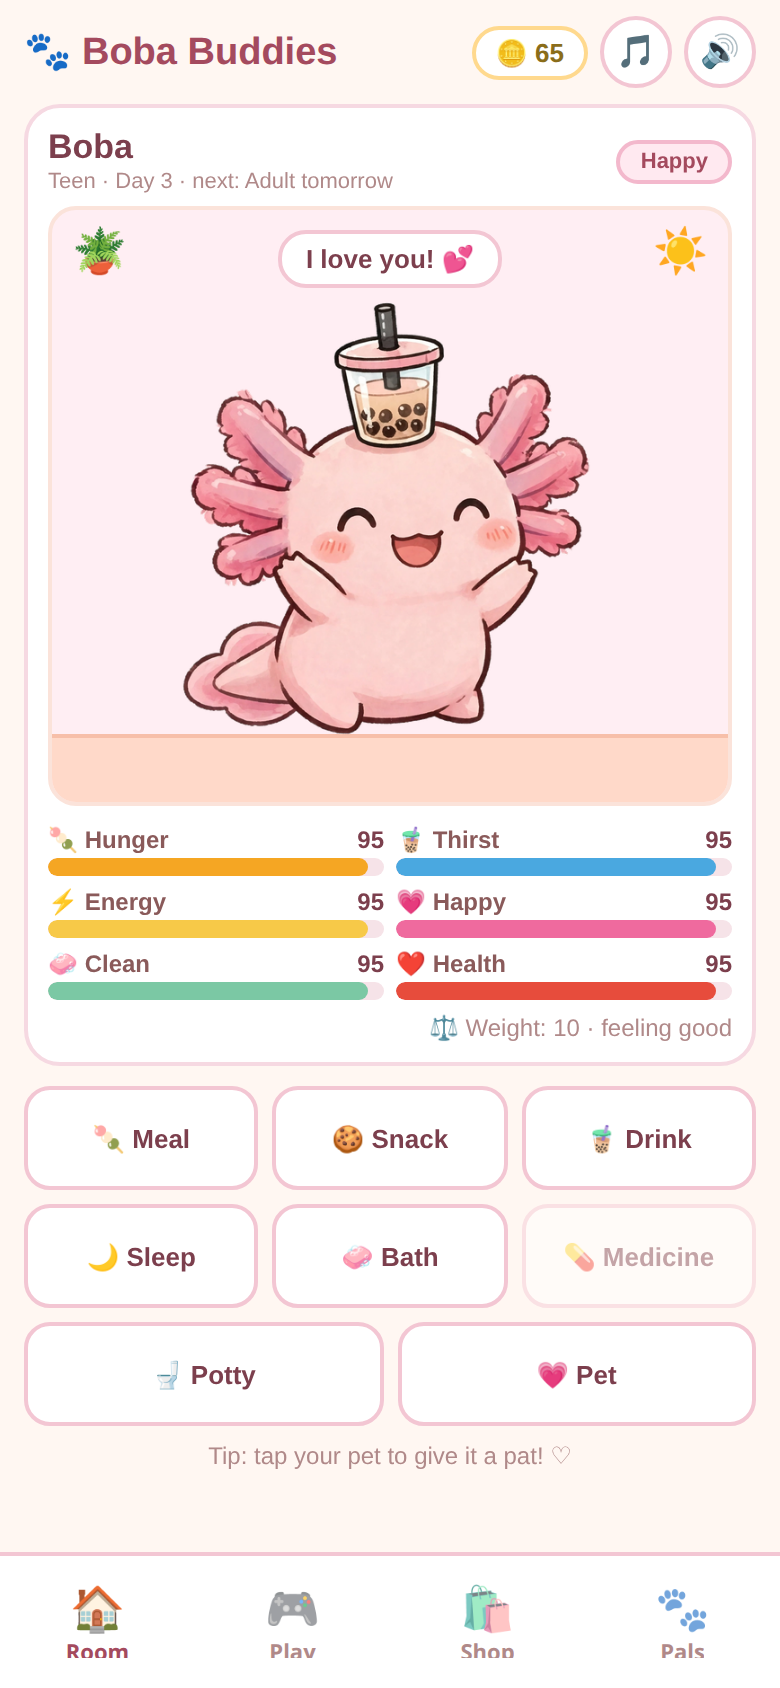 Boba Buddies
65
Boba
Teen · Day 3 · next: Adult tomorrow
Happy
I love you!
Hunger 95
Thirst 95
Energy 95
Happy 95
Clean 95
Health 95
Weight: 10 · feeling good
Meal
Snack
Drink
Sleep
Bath
Medicine
Potty
Pet
Tip: tap your pet to give it a pat! ♡
Room
Play
Shop
Pals